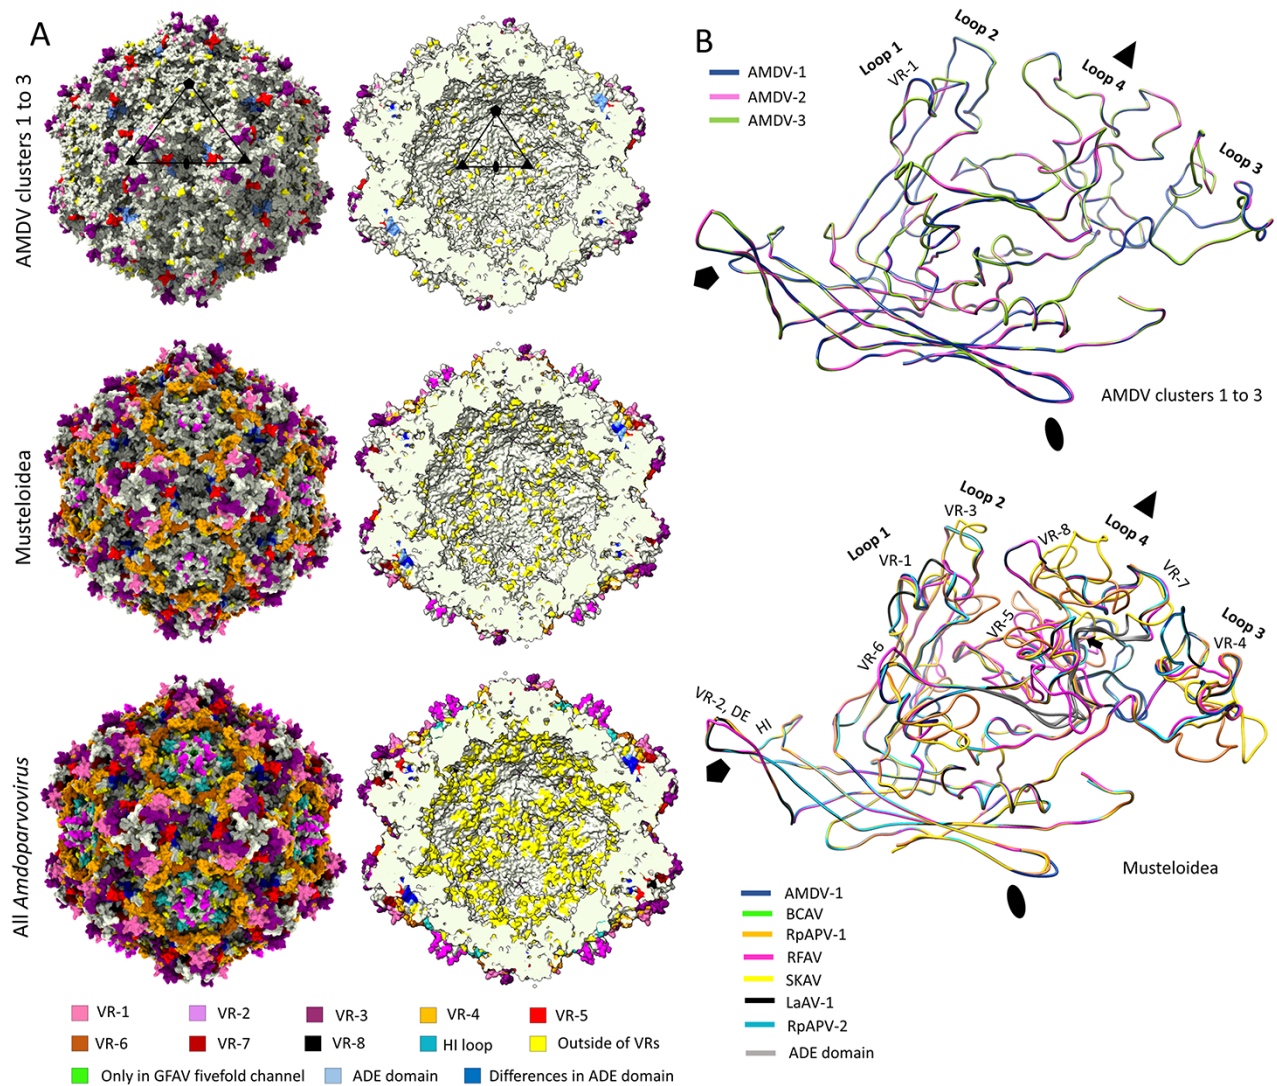 A
AMDV clusters 1 to 3
Musteloidea
All Amdoparvovirus
VR-1
VR-2
VR-3
VR-4
VR-5
VR-6
VR-7
VR-8
HI loop
Outside of VRs
Only in GFAV fivefold channel
ADE domain
Differences in ADE domain
B
AMDV-1
AMDV-2
AMDV-3
Loop 1
VR-1
Loop 2
Loop 4
Loop 3
AMDV clusters 1 to 3
Loop 1
VR-1
Loop 2
VR-3
VR-8
Loop 4
VR-7
Loop 3
VR-4
VR-5
VR-6
VR-2, DE
HI
Musteloidea
AMDV-1
BCAV
RpAPV-1
RFAV
SKAV
LaAV-1
RpAPV-2
ADE domain